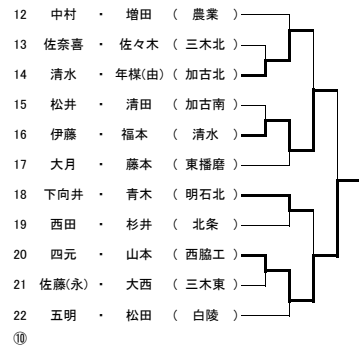 12 中村 ・ 増田 （ 農業 ）
13 佐奈喜 ・ 佐々木 （ 三木北 ）
14 清水 ・ 年梂(由) （ 加古北 ）
15 松井 ・ 清田 （ 加古南 ）
16 伊藤 ・ 福本 （ 清水 ）
17 大月 ・ 藤本 （ 東播磨 ）
18 下向井 ・ 青木 （ 明石北 ）
19 西田 ・ 杉井 （ 北条 ）
20 四元 ・ 山本 （ 西脇工 ）
21 佐藤(永) ・ 大西 （ 三木東 ）
22 五明 ・ 松田 （ 白陵 ）
⑩